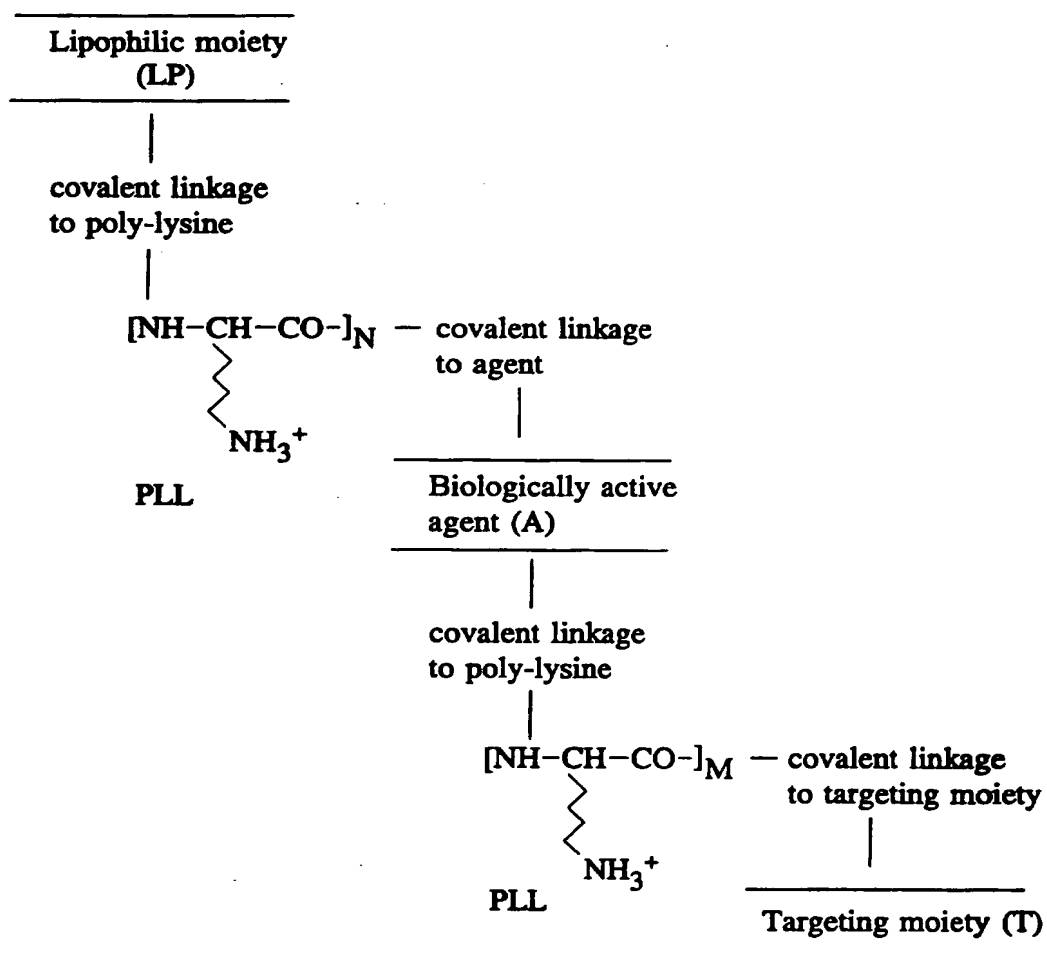 Lipophilic moiety
(LP)
covalent linkage
to poly-lysine
[NH-CH-CO-]N — covalent linkage
to agent
NH3+
PLL
Biologically active
agent (A)
covalent linkage
to poly-lysine
[NH-CH-CO-]M — covalent linkage
to targeting moiety
NH3+
PLL
Targeting moiety (T)